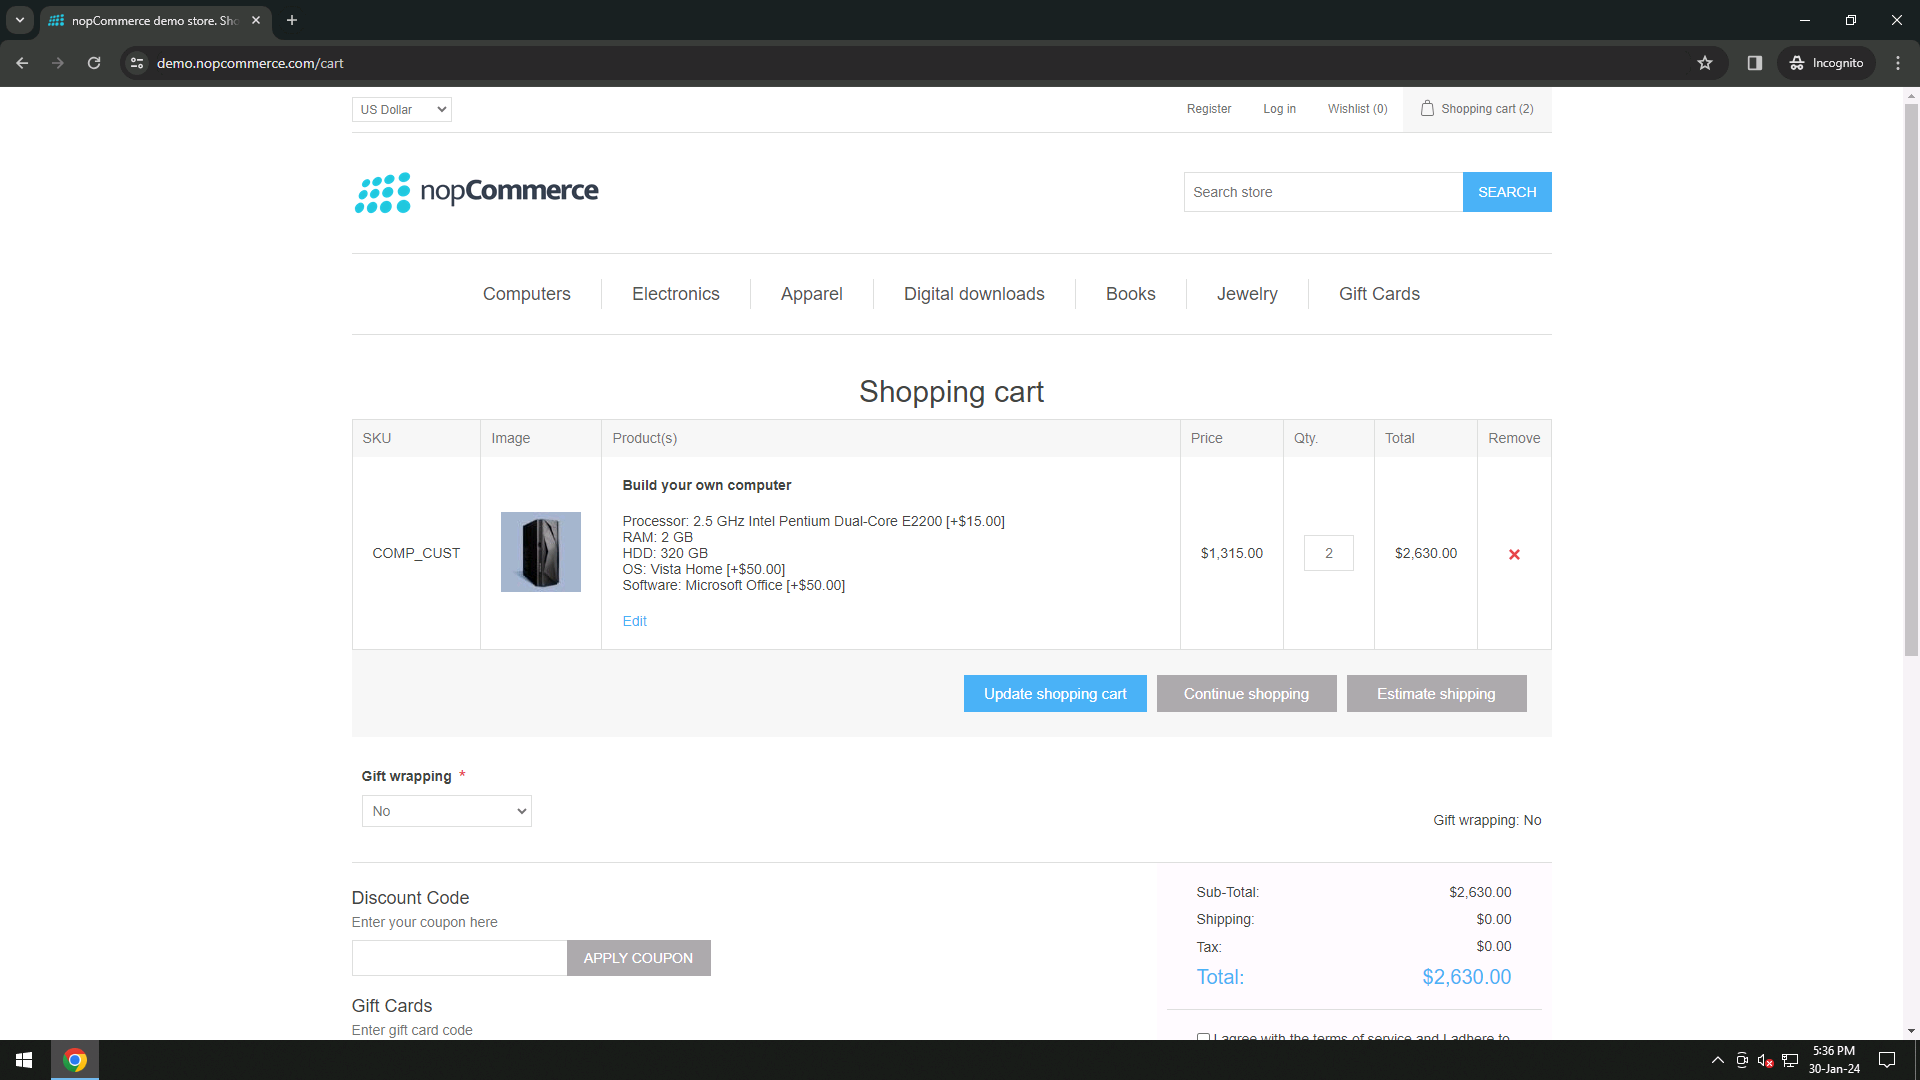 nopCommerce demo store. Sho
demo.nopcommerce.com/cart
Incognito
US Dollar
Register
Log in
Wishlist (0)
Shopping cart (2)
nopCommerce
Search store
SEARCH
Computers
Electronics
Apparel
Digital downloads
Books
Jewelry
Gift Cards
Shopping cart
SKU
Image
Product(s)
Price
Qty.
Total
Remove
COMP_CUST
Build your own computer
Processor: 2.5 GHz Intel Pentium Dual-Core E2200 [+$15.00]
RAM: 2 GB
HDD: 320 GB
OS: Vista Home [+$50.00]
Software: Microsoft Office [+$50.00]
Edit
$1,315.00
2
$2,630.00
Update shopping cart
Continue shopping
Estimate shipping
Gift wrapping *
No
Gift wrapping: No
Discount Code
Enter your coupon here
APPLY COUPON
Gift Cards
Enter gift card code
Sub-Total: $2,630.00
Shipping: $0.00
Tax: $0.00
Total: $2,630.00
I agree with the terms of service and I adhere to
5:36 PM
30-Jan-24